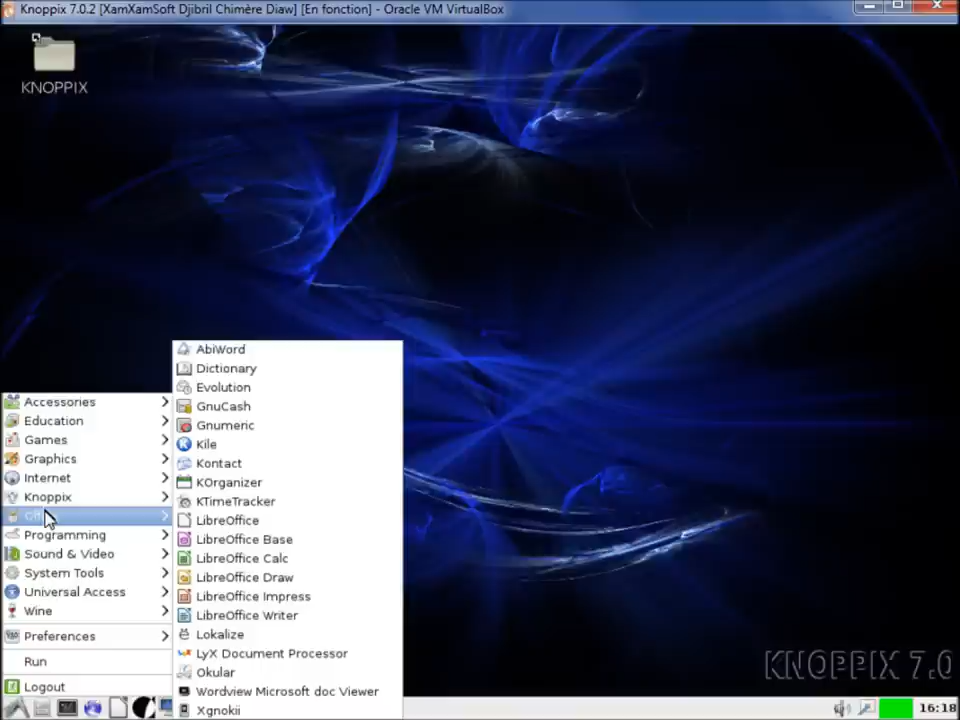 Knoppix 7.0.2 [XamXamSoft Djibril Chimère Diaw] [En fonction] - Oracle VM VirtualBox
KNOPPIX
AbiWord
Dictionary
Evolution
GnuCash
Gnumeric
Kile
Kontact
KOrganizer
KTimeTracker
LibreOffice
LibreOffice Base
LibreOffice Calc
LibreOffice Draw
LibreOffice Impress
LibreOffice Writer
Lokalize
LyX Document Processor
Okular
Wordview Microsoft doc Viewer
Xgnokii
Accessories
Education
Games
Graphics
Internet
Knoppix
Programming
Sound & Video
System Tools
Universal Access
Wine
Preferences
Run
Logout
KNOPPIX 7.0
16:18